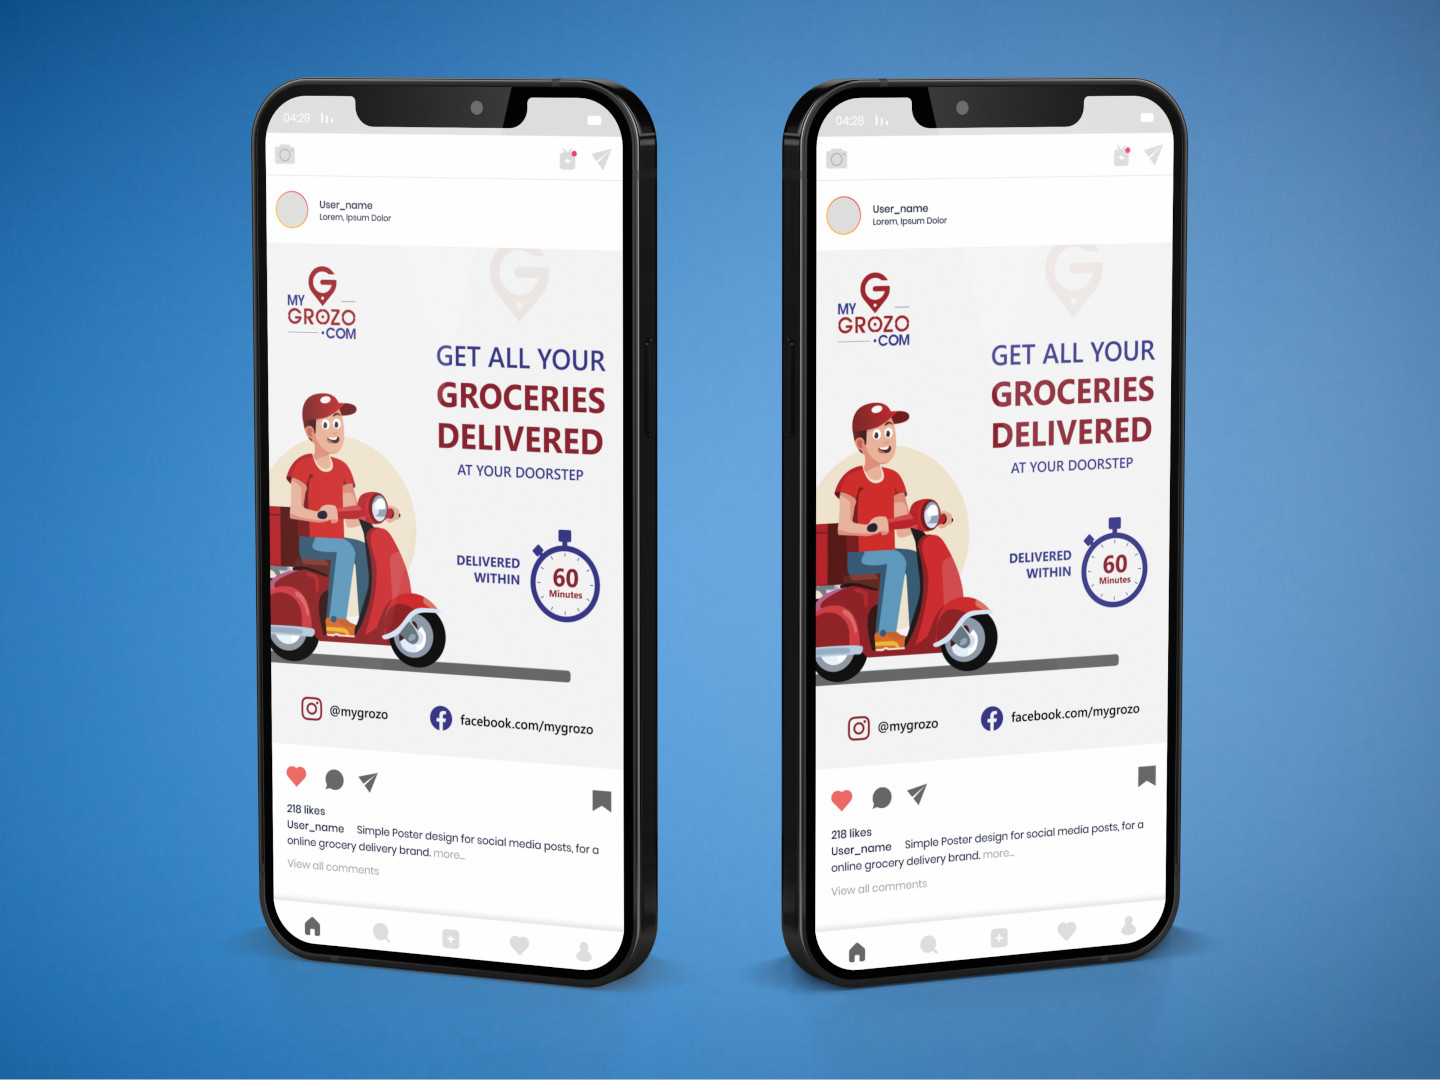 04:28
User_name
Lorem, Ipsum Dolor
G
G
MY
GROZO
.COM
GET ALL YOUR
GROCERIES
DELIVERED
AT YOUR DOORSTEP
DELIVERED
WITHIN
60
Minutes
@mygrozo
facebook.com/mygrozo
218 likes
User_name Simple Poster design for social media posts, for a
online grocery delivery brand. more...
View all comments
04:28
User_name
Lorem, Ipsum Dolor
G
G
MY
GROZO
.COM
GET ALL YOUR
GROCERIES
DELIVERED
AT YOUR DOORSTEP
DELIVERED
WITHIN
60
Minutes
@mygrozo
facebook.com/mygrozo
218 likes
User_name Simple Poster design for social media posts, for a
online grocery delivery brand. more...
View all comments